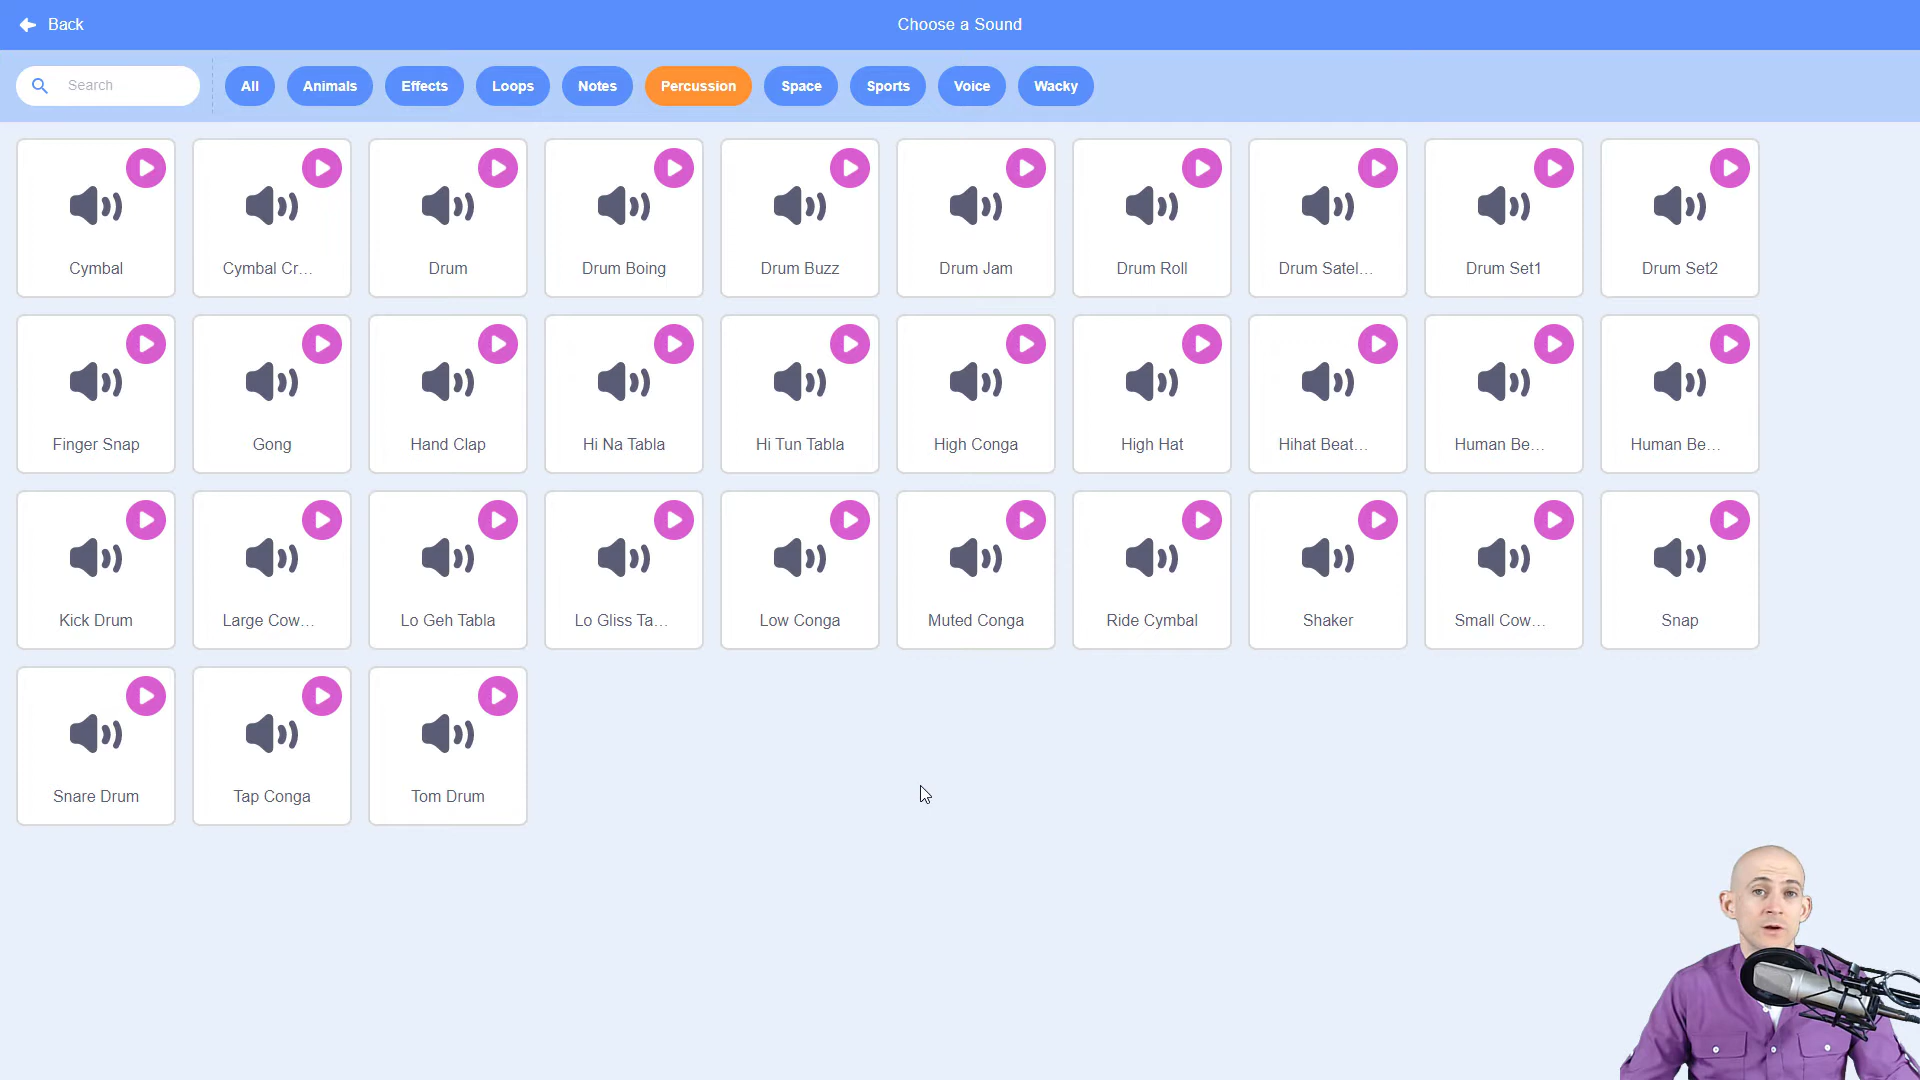 Back
Choose a Sound
Search
All Animals Effects Loops Notes Percussion Space Sports Voice Wacky
Cymbal Cymbal Cr... Drum Drum Boing Drum Buzz Drum Jam Drum Roll Drum Satel... Drum Set1 Drum Set2
Finger Snap Gong Hand Clap Hi Na Tabla Hi Tun Tabla High Conga High Hat Hihat Beat... Human Be... Human Be...
Kick Drum Large Cow... Lo Geh Tabla Lo Gliss Ta... Low Conga Muted Conga Ride Cymbal Shaker Small Cow... Snap
Snare Drum Tap Conga Tom Drum